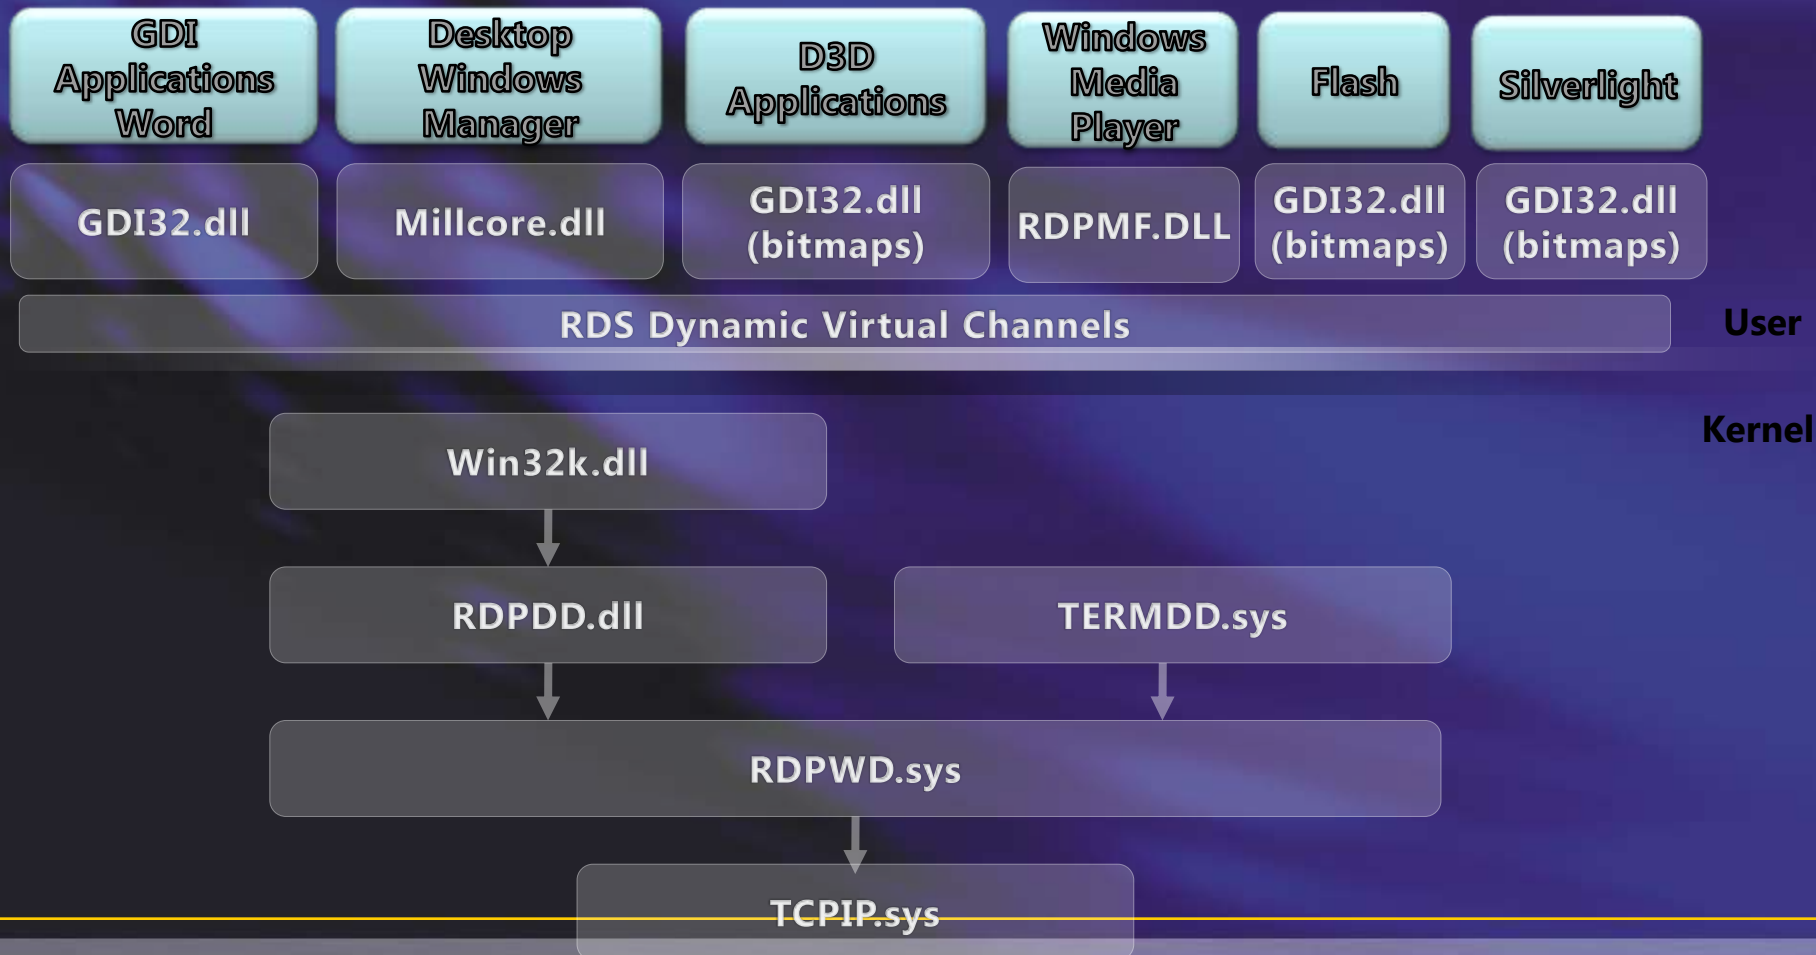 GDI
Applications
Word
Desktop
Windows
Manager
D3D
Applications
Windows
Media
Player
Flash
Silverlight
GDI32.dll
Millcore.dll
GDI32.dll
(bitmaps)
RDPMF.DLL
GDI32.dll
(bitmaps)
GDI32.dll
(bitmaps)
RDS Dynamic Virtual Channels
User
Kernel
Win32k.dll
RDPDD.dll
TERMDD.sys
RDPWD.sys
TCPIP.sys